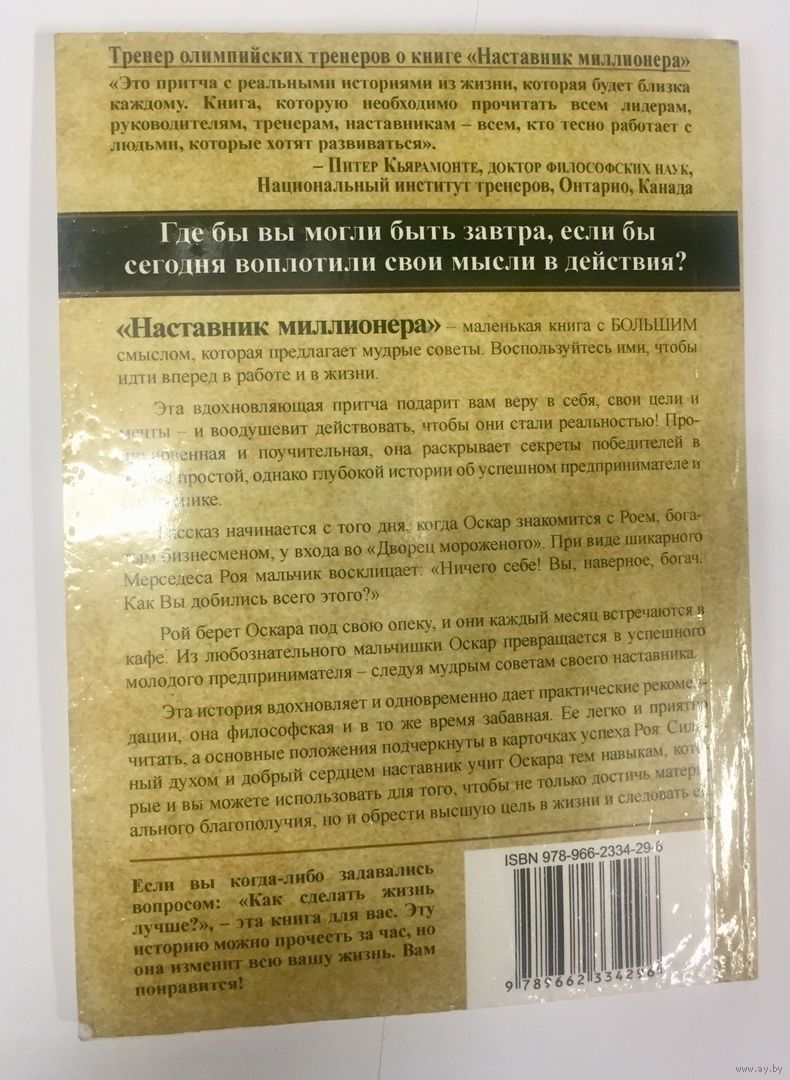 Тренер олимпийских тренеров о книге «Наставник миллионера»
«Это притча с реальными историями из жизни, которая будет близка
каждому. Книга, которую необходимо прочитать всем лидерам,
руководителям, тренерам, наставникам – всем, кто тесно работает с
людьми, которые хотят развиваться».
– Питер Кьярамонте, доктор философских наук,
Национальный институт тренеров, Онтарио, Канада
Где бы вы могли быть завтра, если бы
сегодня воплотили свои мысли в действия?
«Наставник миллионера» – маленькая книга с БОЛЬШИМ
смыслом, которая предлагает мудрые советы. Воспользуйтесь ими, чтобы
идти вперед в работе и в жизни.
Эта вдохновляющая притча подарит вам веру в себя, свои цели и
мечты – и воодушевит действовать, чтобы они стали реальностью! Про-
никновенная и поучительная, она раскрывает секреты победителей в
простой, однако глубокой истории об успешном предпринимателе и
Рассказ начинается с того дня, когда Оскар знакомится с Роем, бога-
тым бизнесменом, у входа во «Дворец мороженого». При виде шикарного
Мерседеса Роя мальчик восклицает: «Ничего себе! Вы, наверное, богач.
Как Вы добились всего этого?»
Рой берет Оскара под свою опеку, и они каждый месяц встречаются в
кафе. Из любознательного мальчишки Оскар превращается в успешного
молодого предпринимателя – следуя мудрым советам своего наставника.
Эта история вдохновляет и одновременно дает практические рекомен-
дации, она философская и в то же время забавная. Ее легко и приятно
читать, а основные положения подчеркнуты в карточках успеха Роя. Силь-
ный духом и добрый сердцем наставник учит Оскара тем навыкам, кото-
рые и вы можете использовать для того, чтобы не только достичь матери-
ального благополучия, но и обрести высшую цель в жизни и следовать ей.
Если вы когда-либо задавались
вопросом: «Как сделать жизнь
лучше?», – эта книга для вас. Эту
историю можно прочесть за час, но
она изменит всю вашу жизнь. Вам
понравится!
ISBN 978-966-2334-29-6
9 789662 334296
www.ay.by